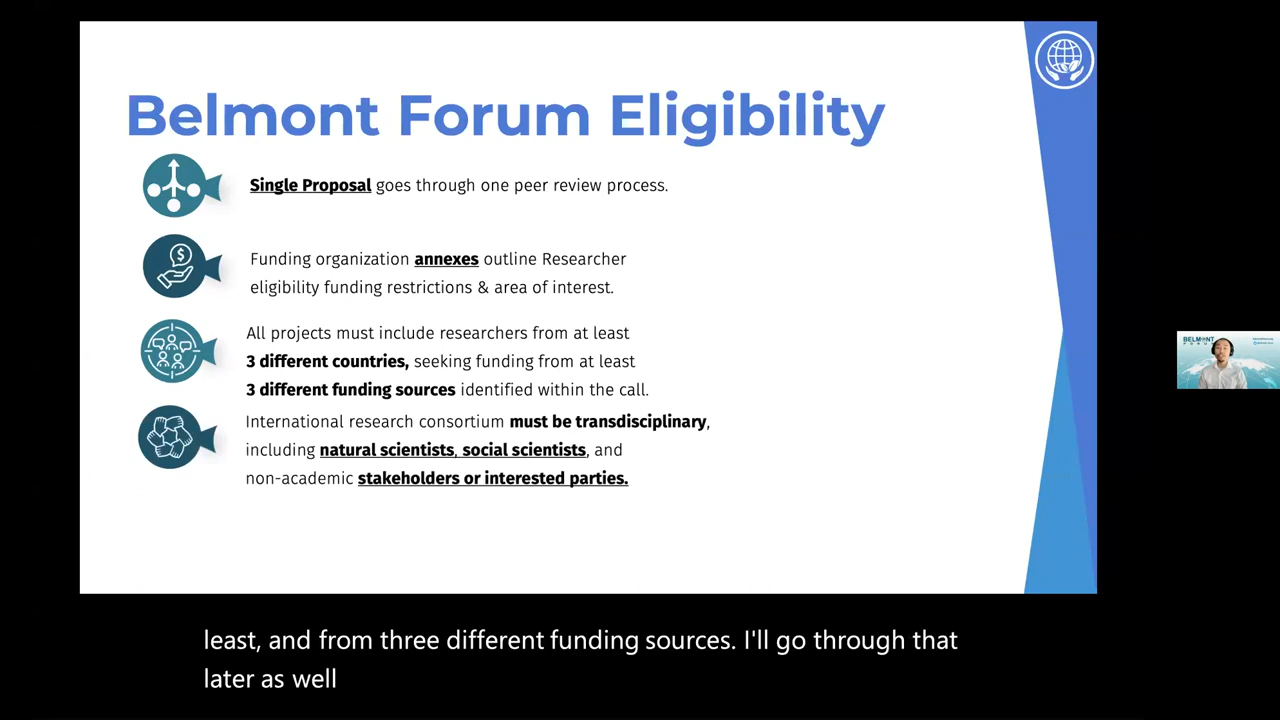 Belmont Forum Eligibility
Single Proposal goes through one peer review process.
Funding organization annexes outline Researcher
eligibility funding restrictions & area of interest.
All projects must include researchers from at least
3 different countries, seeking funding from at least
3 different funding sources identified within the call.
International research consortium must be transdisciplinary,
including natural scientists, social scientists, and
non-academic stakeholders or interested parties.
$
BELMONT
FORUM
least, and from three different funding sources. I'll go through that
later as well